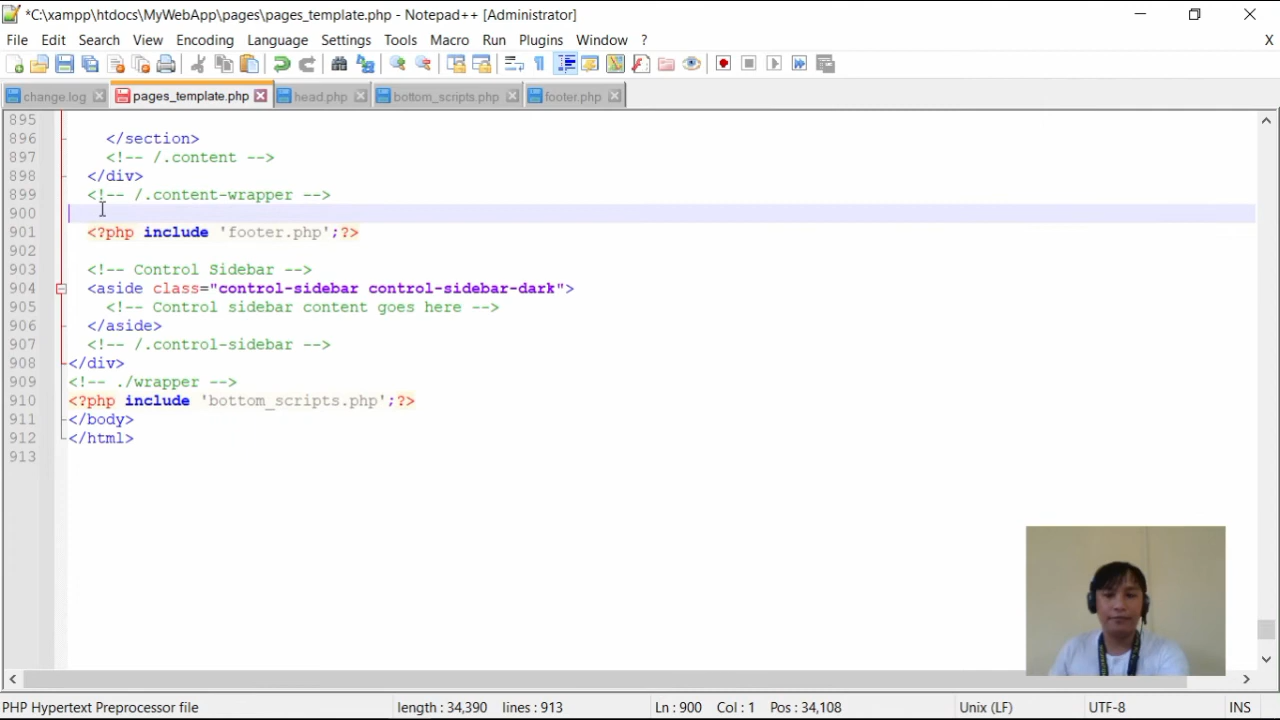 *C:\xampp\htdocs\MyWebApp\pages\pages_template.php - Notepad++ [Administrator]
File Edit Search View Encoding Language Settings Tools Macro Run Plugins Window ? X
change.log pages_template.php head.php bottom_scripts.php footer.php
895
896 </section>
897 <!-- /.content -->
898 </div>
899 <!-- /.content-wrapper -->
900
901 <?php include 'footer.php';?>
902
903 <!-- Control Sidebar -->
904 <aside class="control-sidebar control-sidebar-dark">
905 <!-- Control sidebar content goes here -->
906 </aside>
907 <!-- /.control-sidebar -->
908 </div>
909 <!-- ./wrapper -->
910 <?php include 'bottom_scripts.php';?>
911 </body>
912 </html>
913
PHP Hypertext Preprocessor file length : 34,390 lines : 913 Ln : 900 Col : 1 Pos : 34,108 Unix (LF) UTF-8 INS